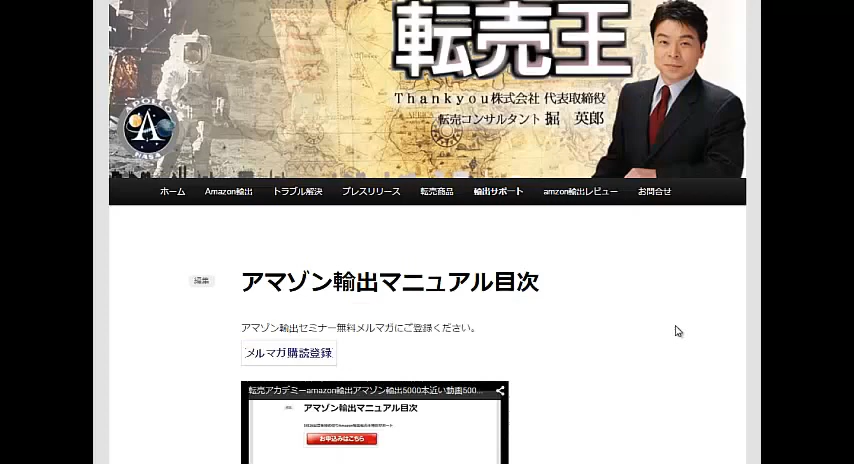 転売王
Ｔｈａｎｋｙｏｕ株式会社 代表取締役
転売コンサルタント 掘　英郎
APOLLO
NASA
ホーム Amazon輸出 トラブル解決 プレスリリース 転売商品 輸出サポート amzon輸出レビュー お問合せ
編集
アマゾン輸出マニュアル目次
アマゾン輸出セミナー無料メルマガにご登録ください。
メルマガ購読登録
転売アカデミーamazon輸出アマゾン輸出5000本近い動画500...
アマゾン輸出マニュアル目次
お申込みはこちら